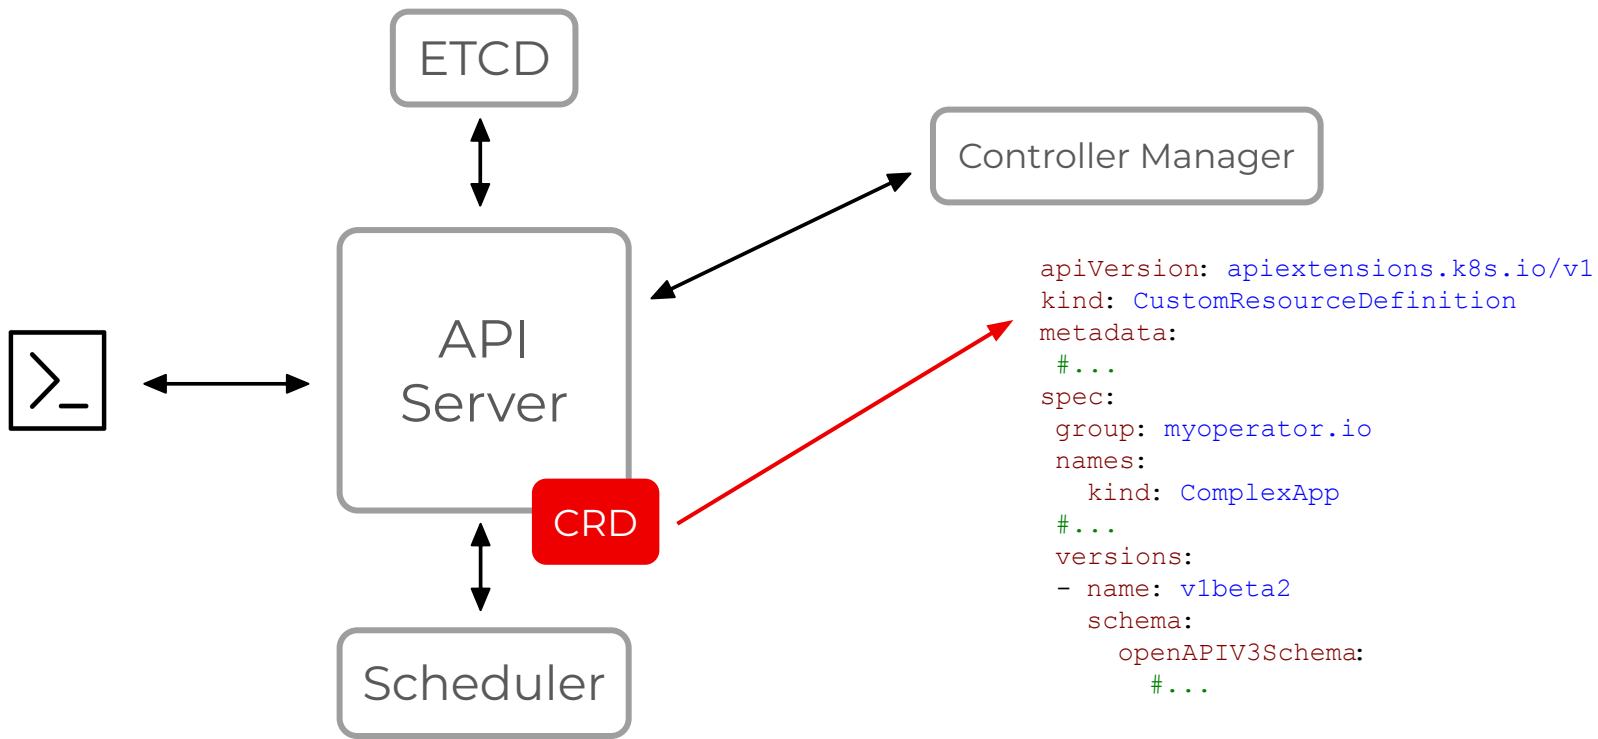 ETCD
Controller Manager
API
Server
>_
CRD
Scheduler
apiVersion: apiextensions.k8s.io/v1
kind: CustomResourceDefinition
metadata:
 #...
spec:
 group: myoperator.io
 names:
   kind: ComplexApp
 #...
 versions:
 - name: v1beta2
   schema:
     openAPIV3Schema:
       #...